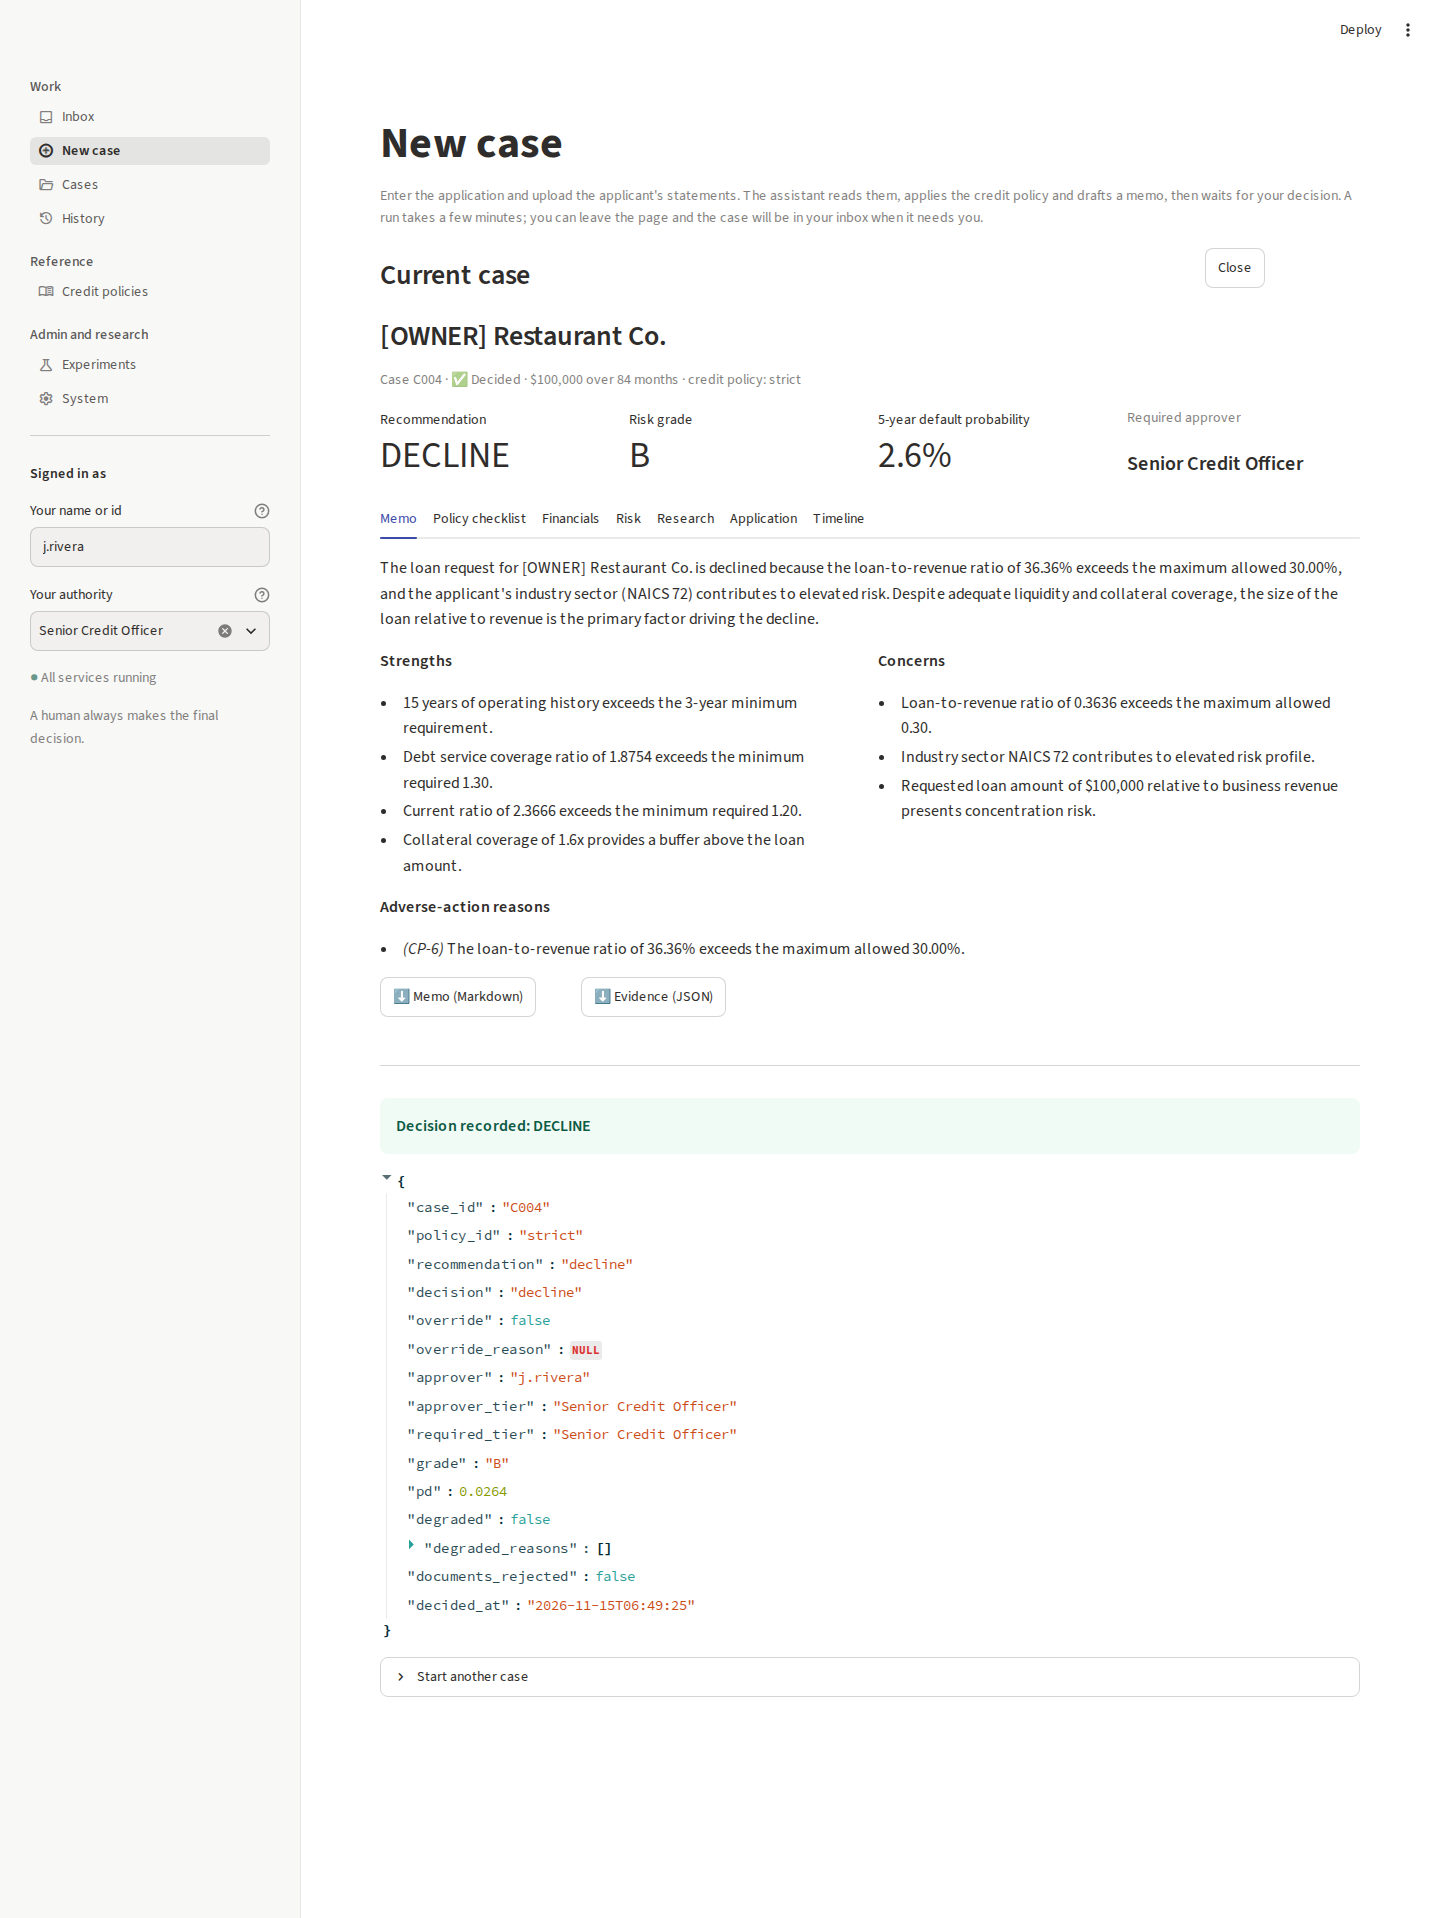 Deploy
Work
Inbox
New case
Cases
History
Reference
Credit policies
Admin and research
Experiments
System
Signed in as
Your name or id
j.rivera
Your authority
Senior Credit Officer
All services running
A human always makes the final
decision.
New case
Enter the application and upload the applicant's statements. The assistant reads them, applies the credit policy and drafts a memo, then waits for your decision. A
run takes a few minutes; you can leave the page and the case will be in your inbox when it needs you.
Current case
Close
[OWNER] Restaurant Co.
Case C004 · ✅ Decided · $100,000 over 84 months · credit policy: strict
Recommendation
DECLINE
Risk grade
B
5-year default probability
2.6%
Required approver
Senior Credit Officer
Memo Policy checklist Financials Risk Research Application Timeline
The loan request for [OWNER] Restaurant Co. is declined because the loan-to-revenue ratio of 36.36% exceeds the maximum allowed 30.00%,
and the applicant's industry sector (NAICS 72) contributes to elevated risk. Despite adequate liquidity and collateral coverage, the size of the
loan relative to revenue is the primary factor driving the decline.
Strengths
• 15 years of operating history exceeds the 3-year minimum
requirement.
• Debt service coverage ratio of 1.8754 exceeds the minimum
required 1.30.
• Current ratio of 2.3666 exceeds the minimum required 1.20.
• Collateral coverage of 1.6x provides a buffer above the loan
amount.
Concerns
• Loan-to-revenue ratio of 0.3636 exceeds the maximum allowed
0.30.
• Industry sector NAICS 72 contributes to elevated risk profile.
• Requested loan amount of $100,000 relative to business revenue
presents concentration risk.
Adverse-action reasons
• (CP-6) The loan-to-revenue ratio of 36.36% exceeds the maximum allowed 30.00%.
⬇️ Memo (Markdown)
⬇️ Evidence (JSON)
Decision recorded: DECLINE
{
"case_id" : "C004"
"policy_id" : "strict"
"recommendation" : "decline"
"decision" : "decline"
"override" : false
"override_reason" : NULL
"approver" : "j.rivera"
"approver_tier" : "Senior Credit Officer"
"required_tier" : "Senior Credit Officer"
"grade" : "B"
"pd" : 0.0264
"degraded" : false
"degraded_reasons" : []
"documents_rejected" : false
"decided_at" : "2026-11-15T06:49:25"
}
Start another case